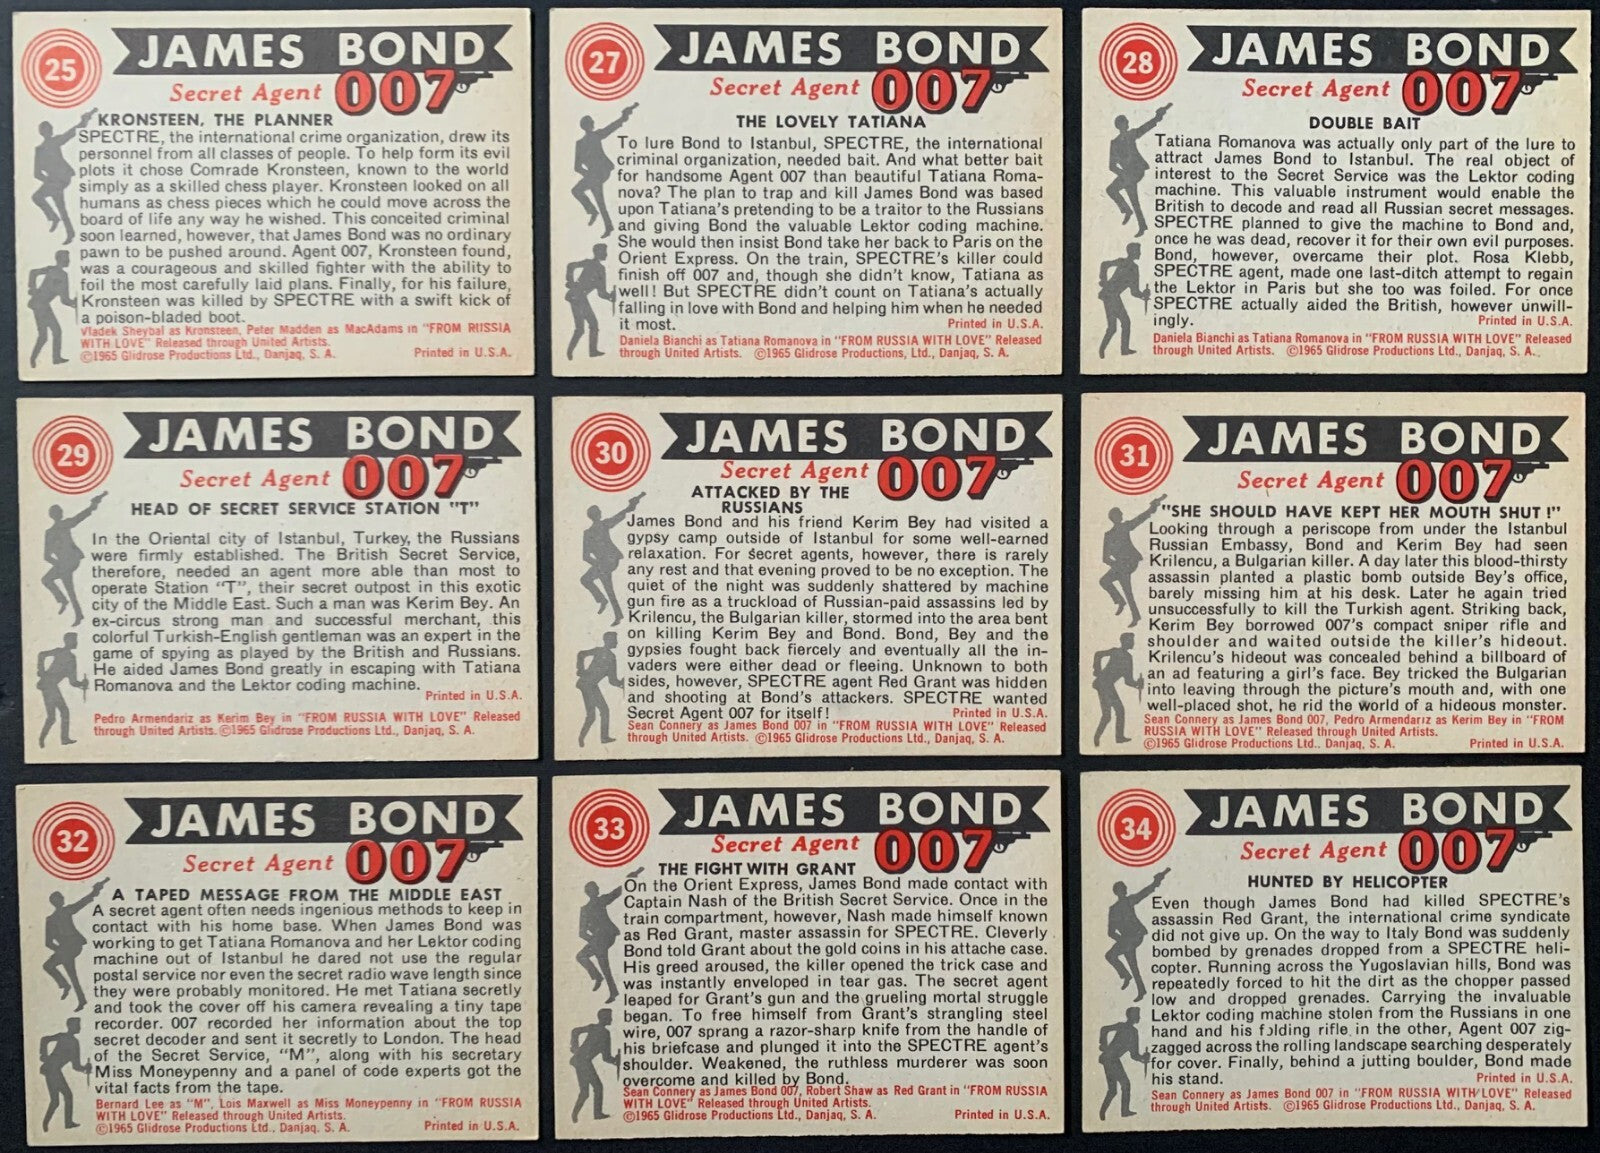 25
JAMES BOND
Secret Agent 007
KRONSTEEN, THE PLANNER
SPECTRE, the international crime organization, drew its
personnel from all classes of people. To help form its evil
plots it chose Comrade Kronsteen, known to the world
simply as a skilled chess player. Kronsteen looked on all
humans as chess pieces which he could move across the
board of life any way he wished. This conceited criminal
soon learned, however, that James Bond was no ordinary
pawn to be pushed around. Agent 007, Kronsteen found,
was a courageous and skilled fighter with the ability to
foil the most carefully laid plans. Finally, for his failure,
Kronsteen was killed by SPECTRE with a swift kick of
a poison-bladed boot.
Vladek Sheybal as Kronsteen, Peter Madden as MacAdams in "FROM RUSSIA
WITH LOVE" Released through United Artists.
©1965 Glidrose Productions Ltd., Danjaq, S. A. Printed in U.S.A.
27
JAMES BOND
Secret Agent 007
THE LOVELY TATIANA
To lure Bond to Istanbul, SPECTRE, the international
criminal organization, needed bait. And what better bait
for handsome Agent 007 than beautiful Tatiana Roma-
nova? The plan to trap and kill James Bond was based
upon Tatiana's pretending to be a traitor to the Russians
and giving Bond the valuable Lektor coding machine.
She would then insist Bond take her back to Paris on the
Orient Express. On the train, SPECTRE's killer could
finish off 007 and, though she didn't know, Tatiana as
well! But SPECTRE didn't count on Tatiana's actually
falling in love with Bond and helping him when he needed
it most. Printed in U.S.A.
Daniela Bianchi as Tatiana Romanova in "FROM RUSSIA WITH LOVE" Released
through United Artists. ©1965 Glidrose Productions Ltd., Danjaq, S. A.
28
JAMES BOND
Secret Agent 007
DOUBLE BAIT
Tatiana Romanova was actually only part of the lure to
attract James Bond to Istanbul. The real object of
interest to the Secret Service was the Lektor coding
machine. This valuable instrument would enable the
British to decode and read all Russian secret messages.
SPECTRE planned to give the machine to Bond and,
once he was dead, recover it for their own evil purposes.
Bond, however, overcame their plot. Rosa Klebb,
SPECTRE agent, made one last-ditch attempt to regain
the Lektor in Paris but she too was foiled. For once
SPECTRE actually aided the British, however unwill-
ingly. Printed in U.S.A.
Daniela Bianchi as Tatiana Romanova in "FROM RUSSIA WITH LOVE" Released
through United Artists. ©1965 Glidrose Productions Ltd., Danjaq, S. A.
29
JAMES BOND
Secret Agent 007
HEAD OF SECRET SERVICE STATION "T"
In the Oriental city of Istanbul, Turkey, the Russians
were firmly established. The British Secret Service,
therefore, needed an agent more able than most to
operate Station "T", their secret outpost in this exotic
city of the Middle East. Such a man was Kerim Bey. An
ex-circus strong man and successful merchant, this
colorful Turkish-English gentleman was an expert in the
game of spying as played by the British and Russians.
He aided James Bond greatly in escaping with Tatiana
Romanova and the Lektor coding machine.
Printed in U.S.A.
Pedro Armendariz as Kerim Bey in "FROM RUSSIA WITH LOVE" Released
through United Artists. ©1965 Glidrose Productions Ltd., Danjaq, S. A.
30
JAMES BOND
Secret Agent 007
ATTACKED BY THE
RUSSIANS
James Bond and his friend Kerim Bey had visited a
gypsy camp outside of Istanbul for some well-earned
relaxation. For secret agents, however, there is rarely
any rest and that evening proved to be no exception. The
quiet of the night was suddenly shattered by machine
gun fire as a truckload of Russian-paid assassins led by
Krilencu, the Bulgarian killer, stormed into the area bent
on killing Kerim Bey and Bond. Bond, Bey and the
gypsies fought back fiercely and eventually all the in-
vaders were either dead or fleeing. Unknown to both
sides, however, SPECTRE agent Red Grant was hidden
and shooting at Bond's attackers. SPECTRE wanted
Secret Agent 007 for itself! Printed in U.S.A.
Sean Connery as James Bond 007 in "FROM RUSSIA WITH LOVE" Released
through United Artists. ©1965 Glidrose Productions Ltd., Danjaq, S. A.
31
JAMES BOND
Secret Agent 007
"SHE SHOULD HAVE KEPT HER MOUTH SHUT!"
Looking through a periscope from under the Istanbul
Russian Embassy, Bond and Kerim Bey had seen
Krilencu, a Bulgarian killer. A day later this blood-thirsty
assassin planted a plastic bomb outside Bey's office,
barely missing him at his desk. Later he again tried
unsuccessfully to kill the Turkish agent. Striking back,
Kerim Bey borrowed 007's compact sniper rifle and
shoulder and waited outside the killer's hideout.
Krilencu's hideout was concealed behind a billboard of
an ad featuring a girl's face. Bey tricked the Bulgarian
into leaving through the picture's mouth and, with one
well-placed shot, he rid the world of a hideous monster.
Sean Connery as James Bond 007, Pedro Armendariz as Kerim Bey in "FROM
RUSSIA WITH LOVE" Released through United Artists.
©1965 Glidrose Productions Ltd., Danjaq, S. A. Printed in U.S.A.
32
JAMES BOND
Secret Agent 007
A TAPED MESSAGE FROM THE MIDDLE EAST
A secret agent often needs ingenious methods to keep in
contact with his home base. When James Bond was
working to get Tatiana Romanova and her Lektor coding
machine out of Istanbul he dared not use the regular
postal service nor even the secret radio wave length since
they were probably monitored. He met Tatiana secretly
and took the cover off his camera revealing a tiny tape
recorder. 007 recorded her information about the top
secret decoder and sent it secretly to London. The head
of the Secret Service, "M", along with his secretary
Miss Moneypenny and a panel of code experts got the
vital facts from the tape.
Bernard Lee as "M", Lois Maxwell as Miss Moneypenny in "FROM RUSSIA
WITH LOVE" Released through United Artists.
©1965 Glidrose Productions Ltd., Danjaq, S. A. Printed in U.S.A.
33
JAMES BOND
Secret Agent 007
THE FIGHT WITH GRANT
On the Orient Express, James Bond made contact with
Captain Nash of the British Secret Service. Once in the
train compartment, however, Nash made himself known
as Red Grant, master assassin for SPECTRE. Cleverly
Bond told Grant about the gold coins in his attache case.
His greed aroused, the killer opened the trick case and
was instantly enveloped in tear gas. The secret agent
leaped for Grant's gun and the grueling mortal struggle
began. To free himself from Grant's strangling steel
wire, 007 sprang a razor-sharp knife from the handle of
his briefcase and plunged it into the SPECTRE agent's
shoulder. Weakened, the ruthless murderer was soon
overcome and killed by Bond.
Sean Connery as James Bond 007, Robert Shaw as Red Grant in "FROM RUSSIA
WITH LOVE" Released through United Artists.
©1965 Glidrose Productions Ltd., Danjaq, S. A. Printed in U.S.A.
34
JAMES BOND
Secret Agent 007
HUNTED BY HELICOPTER
Even though James Bond had killed SPECTRE's
assassin Red Grant, the international crime syndicate
did not give up. On the way to Italy Bond was suddenly
bombed by grenades dropped from a SPECTRE heli-
copter. Running across the Yugoslavian hills, Bond was
repeatedly forced to hit the dirt as the chopper passed
low and dropped grenades. Carrying the invaluable
Lektor coding machine stolen from the Russians in one
hand and his folding rifle in the other, Agent 007 zig-
zagged across the rolling landscape searching desperately
for cover. Finally, behind a jutting boulder, Bond made
his stand. Printed in U.S.A.
Sean Connery as James Bond 007 in "FROM RUSSIA WITH LOVE" Released
through United Artists. ©1965 Glidrose Productions Ltd., Danjaq, S. A.